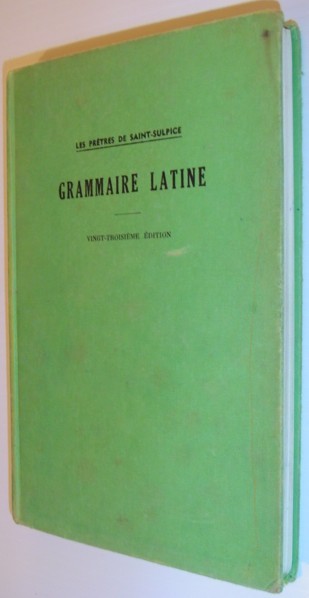 LES PRÊTRES DE SAINT-SULPICE
GRAMMAIRE LATINE
VINGT-TROISIÈME ÉDITION